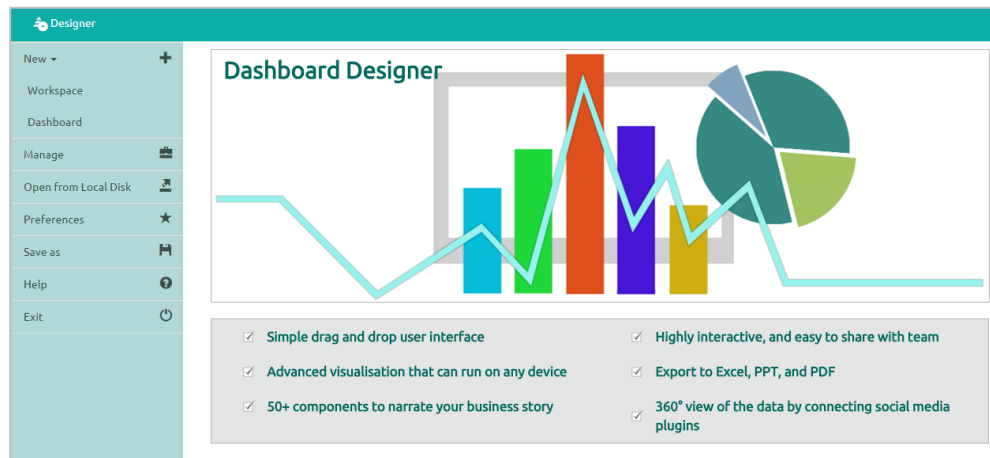 Designer
New
Workspace
Dashboard
Manage
Open from Local Disk
Preferences
Save as
Help
Exit
Dashboard Designer
Simple drag and drop user interface
Advanced visualisation that can run on any device
50+ components to narrate your business story
Highly interactive, and easy to share with team
Export to Excel, PPT, and PDF
360° view of the data by connecting social media
plugins